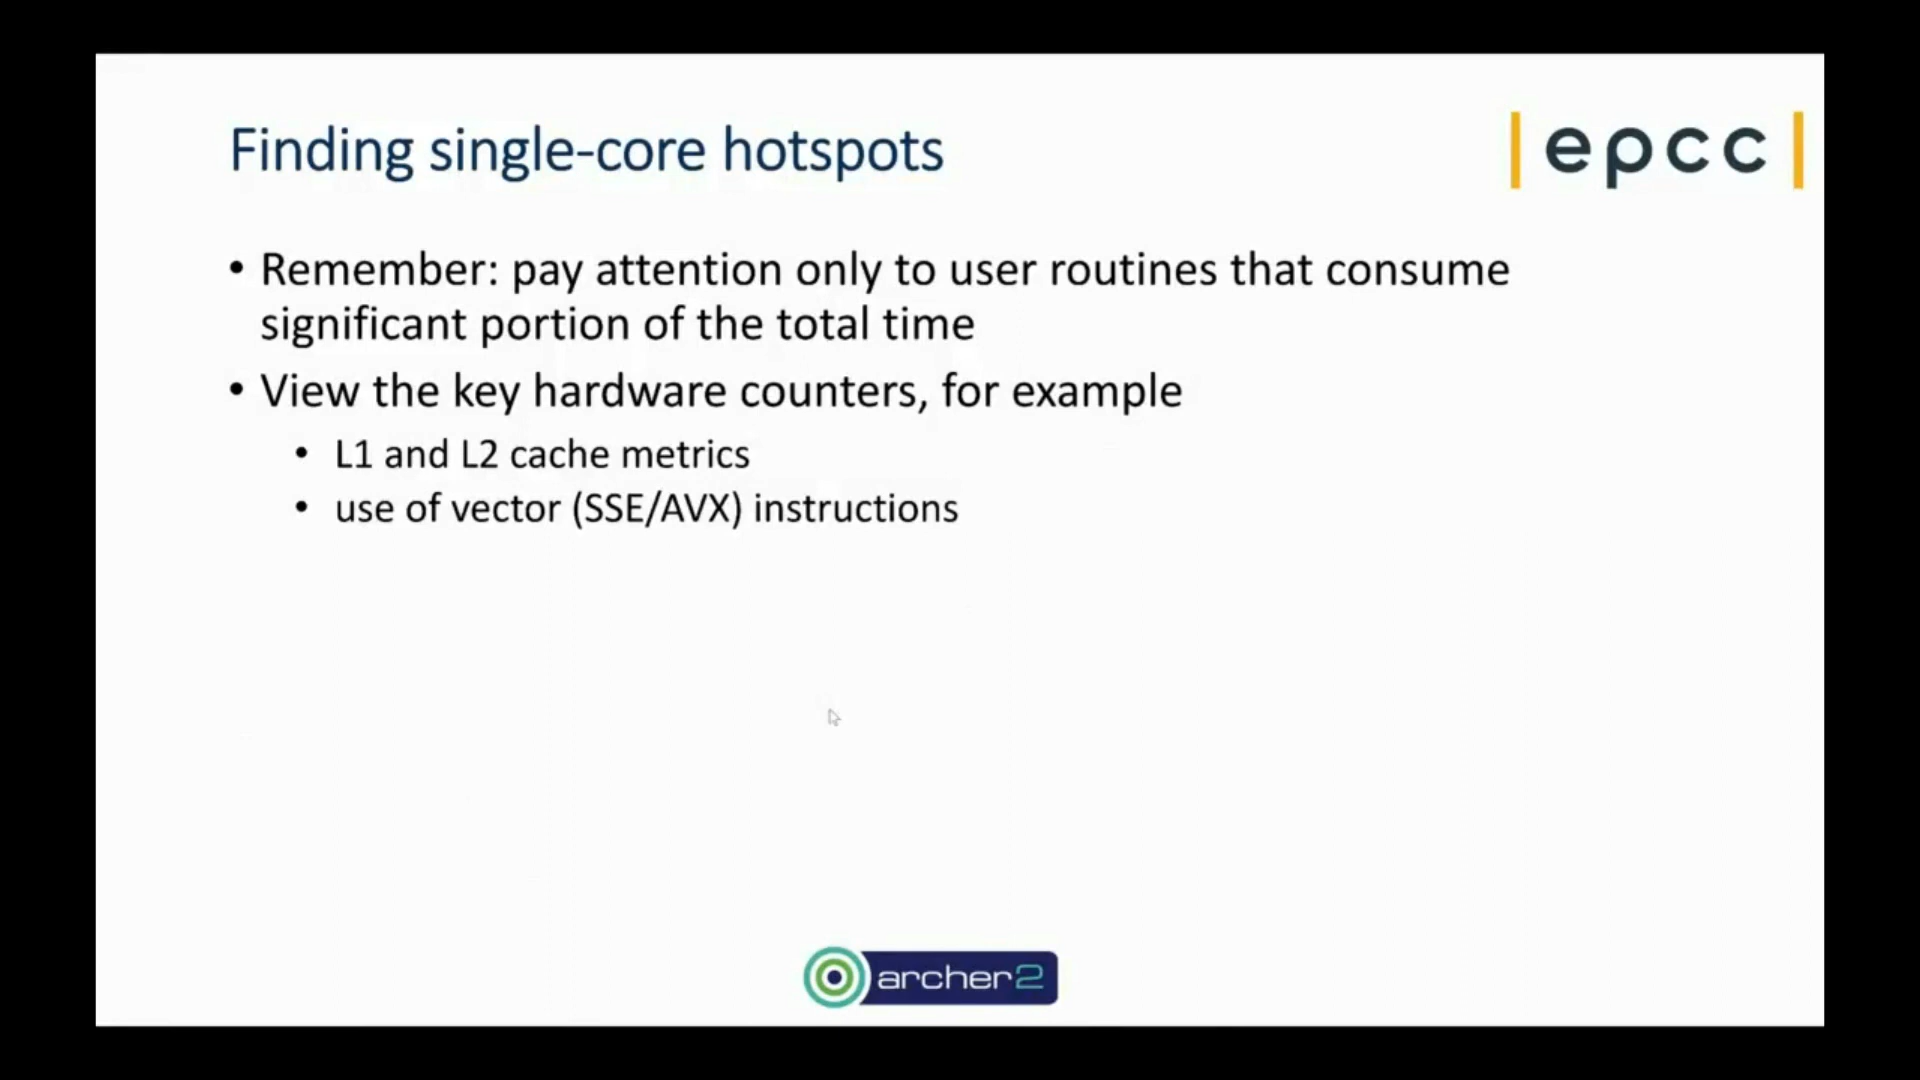 Finding single-core hotspots
| epcc |
• Remember: pay attention only to user routines that consume
significant portion of the total time
• View the key hardware counters, for example
• L1 and L2 cache metrics
• use of vector (SSE/AVX) instructions
archer2